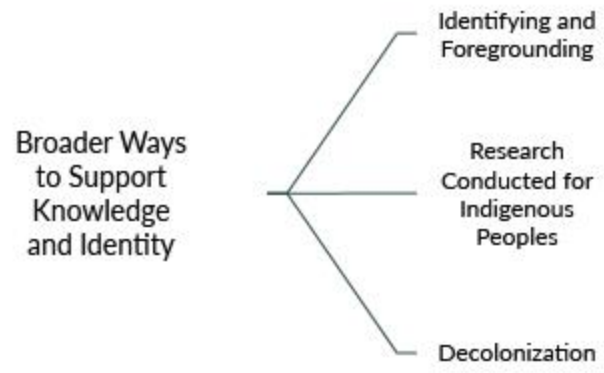 Broader Ways
to Support
Knowledge
and Identity
Identifying and
Foregrounding
Research
Conducted for
Indigenous
Peoples
Decolonization